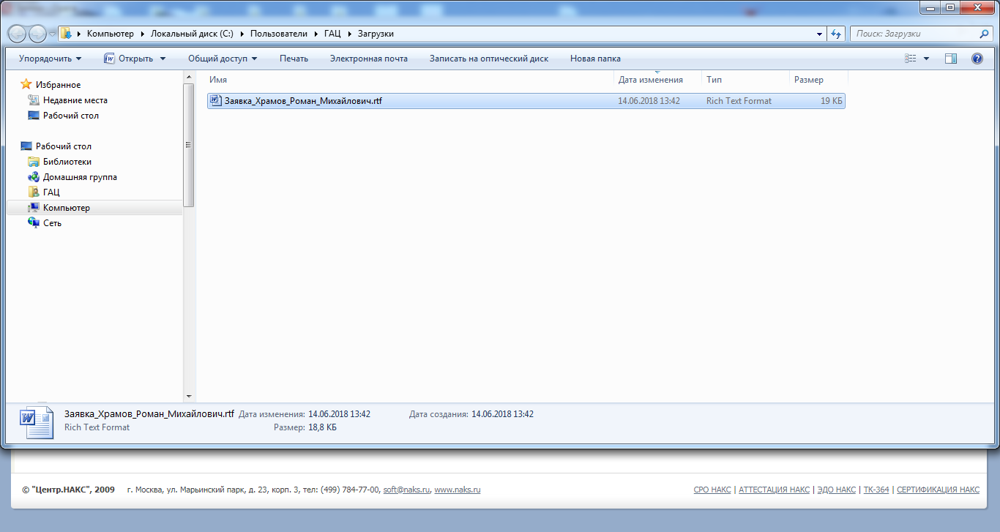 Компьютер Локальный диск (C:) Пользователи ГАЦ Загрузки Поиск: Загрузки
Упорядочить Открыть Общий доступ Печать Электронная почта Записать на оптический диск Новая папка
Избранное
Недавние места
Рабочий стол
Рабочий стол
Библиотеки
Домашняя группа
ГАЦ
Компьютер
Сеть
Имя Дата изменения Тип Размер
Заявка_Храмов_Роман_Михайлович.rtf 14.06.2018 13:42 Rich Text Format 19 КБ
Заявка_Храмов_Роман_Михайлович.rtf Дата изменения: 14.06.2018 13:42 Дата создания: 14.06.2018 13:42
Rich Text Format Размер: 18,8 КБ
© "Центр.НАКС", 2009 г. Москва, ул. Марьинский парк, д. 23, корп. 3, тел: (499) 784-77-00, soft@naks.ru, www.naks.ru СРО НАКС | АТТЕСТАЦИЯ НАКС | ЭДО НАКС | ТК-364 | СЕРТИФИКАЦИЯ НАКС